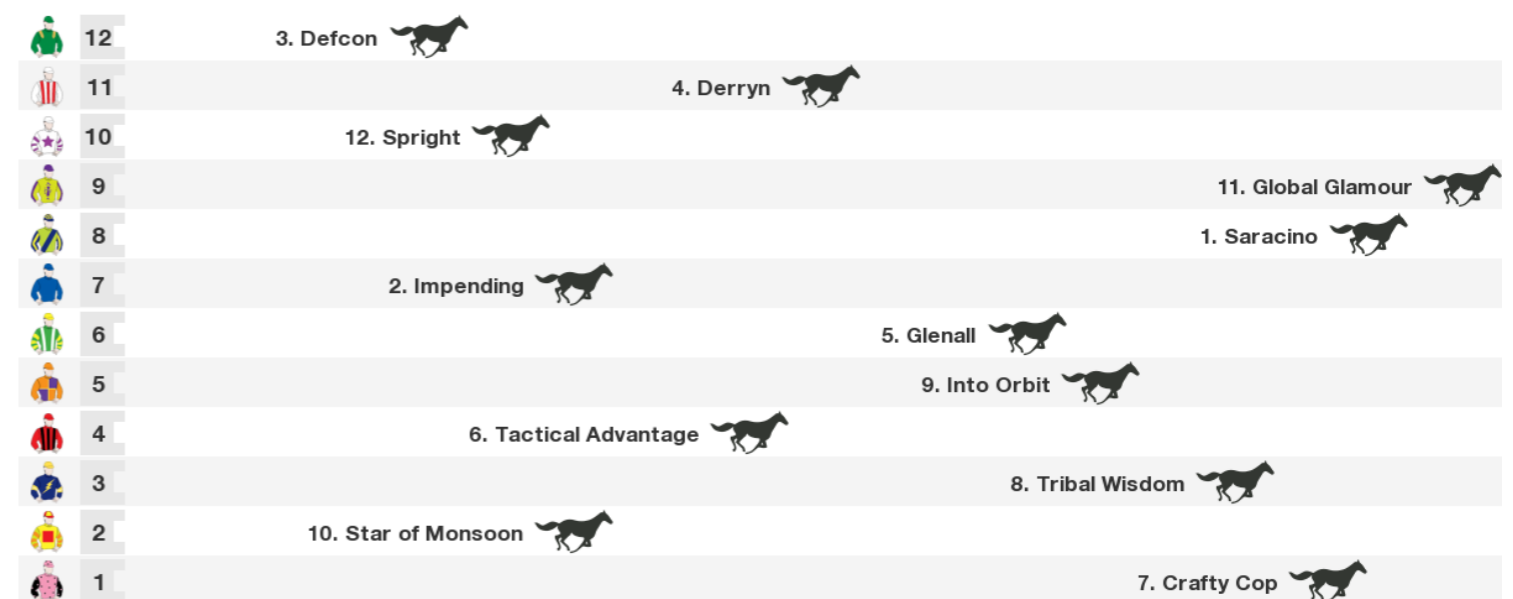 12 3. Defcon
11 4. Derryn
10 12. Spright
9 11. Global Glamour
8 1. Saracino
7 2. Impending
6 5. Glenall
5 9. Into Orbit
4 6. Tactical Advantage
3 8. Tribal Wisdom
2 10. Star of Monsoon
1 7. Crafty Cop